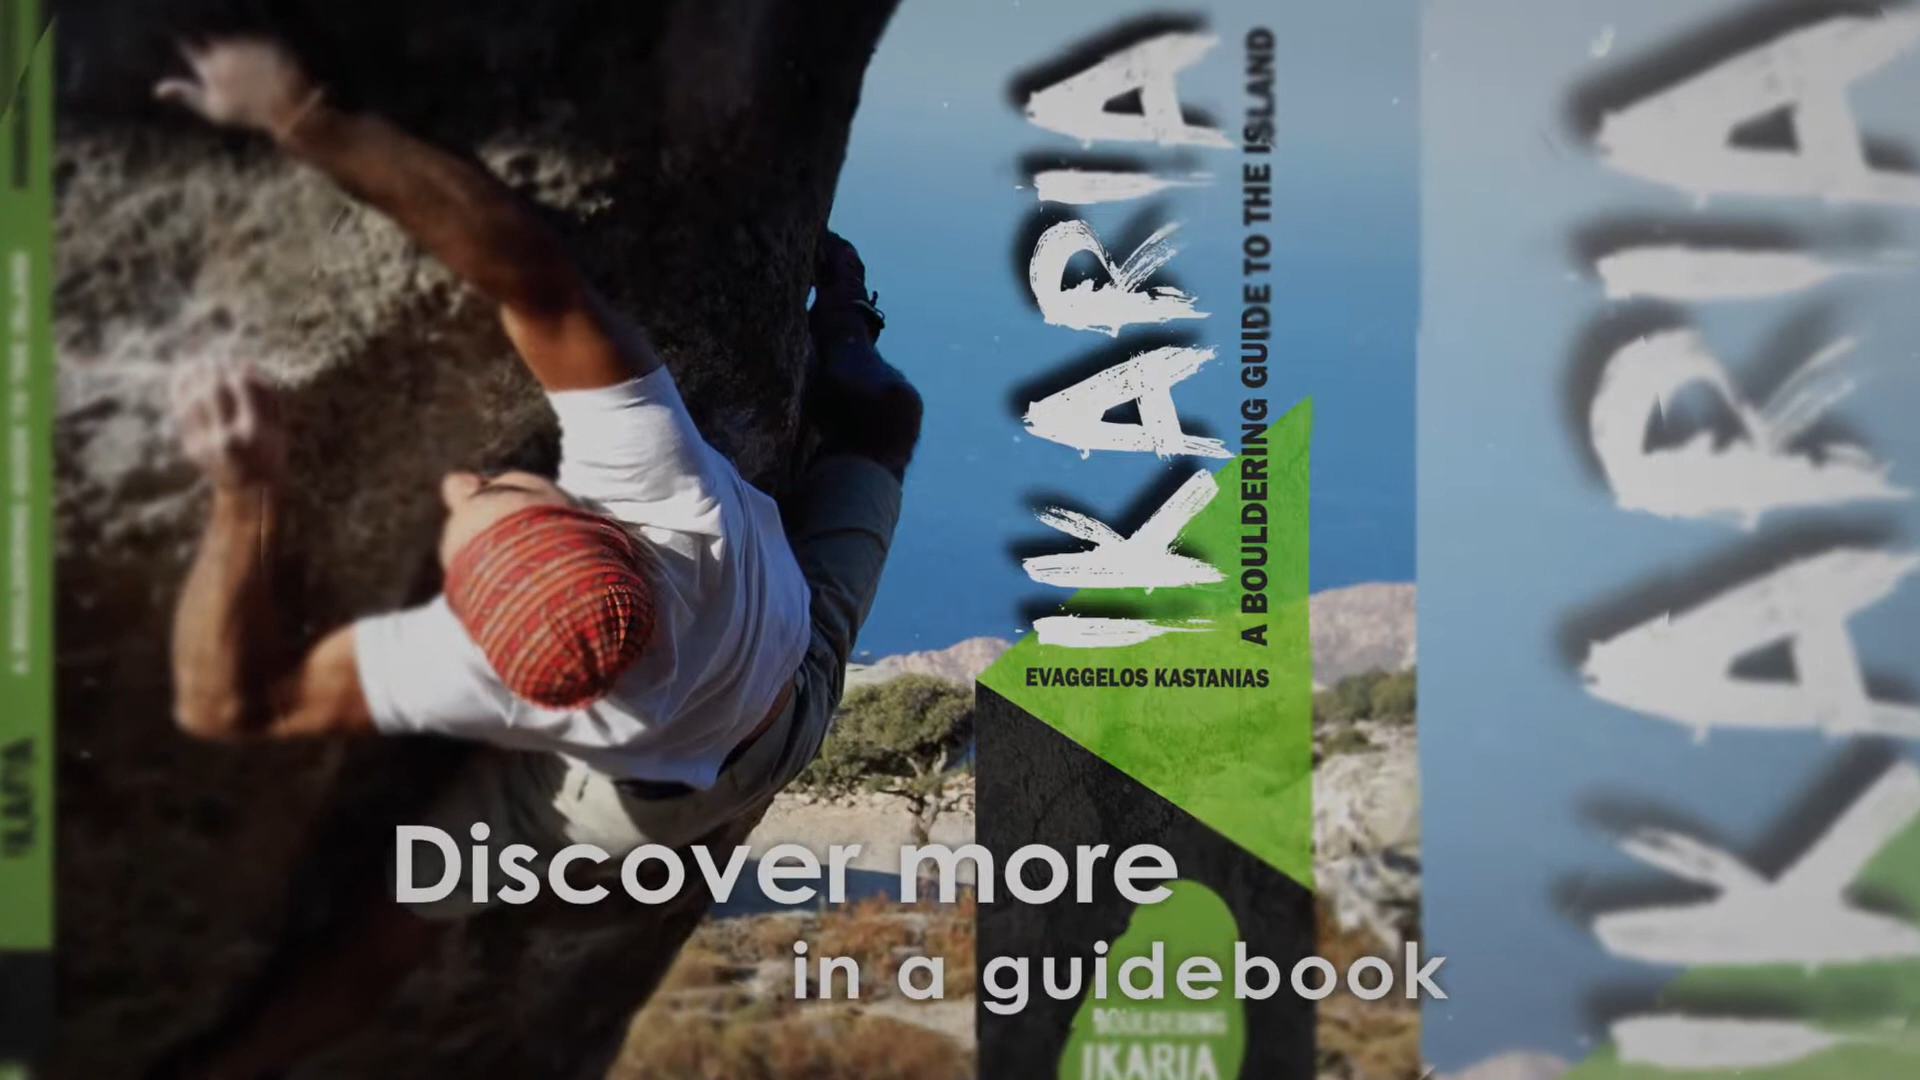 IKARIA
A BOULDERING GUIDE TO THE ISLAND
EVAGGELOS KASTANIAS
Discover more
in a guidebook
BOULDERING
IKARIA
IKARIA